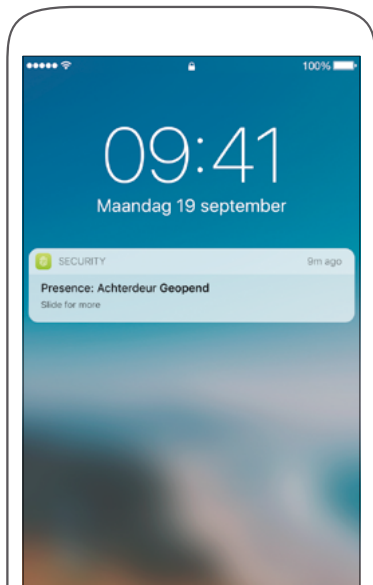 100%
09:41
Maandag 19 september
SECURITY 9m ago
Presence: Achterdeur Geopend
Slide for more